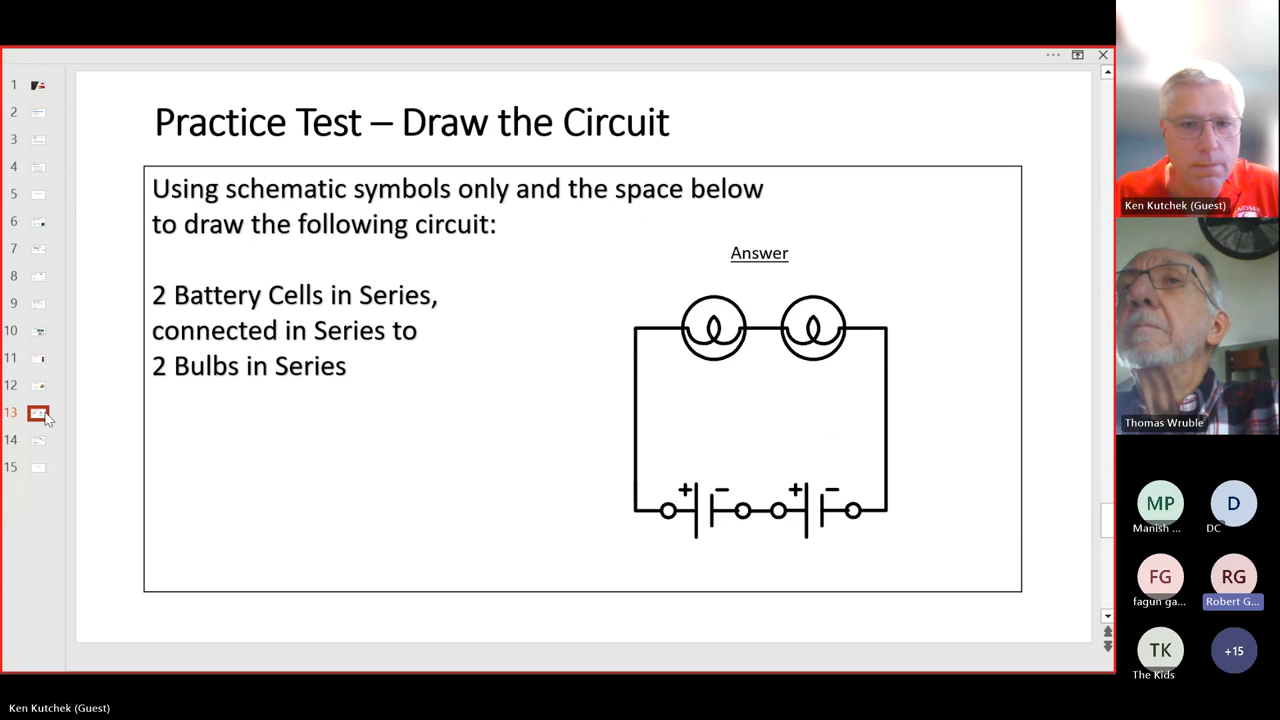 Practice Test – Draw the Circuit
Using schematic symbols only and the space below
to draw the following circuit:
2 Battery Cells in Series,
connected in Series to
2 Bulbs in Series
Answer
+ − + −
1
2
3
4
5
6
7
8
9
10
11
12
13
14
15
Ken Kutchek (Guest)
Thomas Wruble
MP
Manish ...
D
DC
FG
fagun ga...
RG
Robert G...
TK
The Kids
+15
Ken Kutchek (Guest)